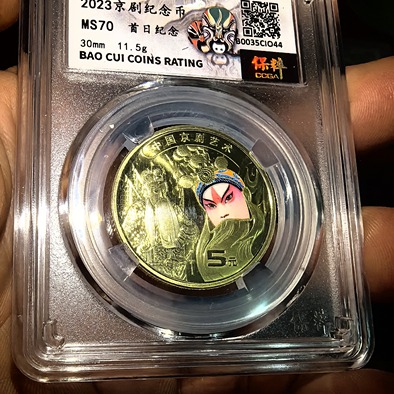 2023京剧纪念币
MS70 首日纪念
30mm 11.5g
BAO CUI COINS RATING
80035CIO44
保粹
CCGA
中国京剧艺术
5元